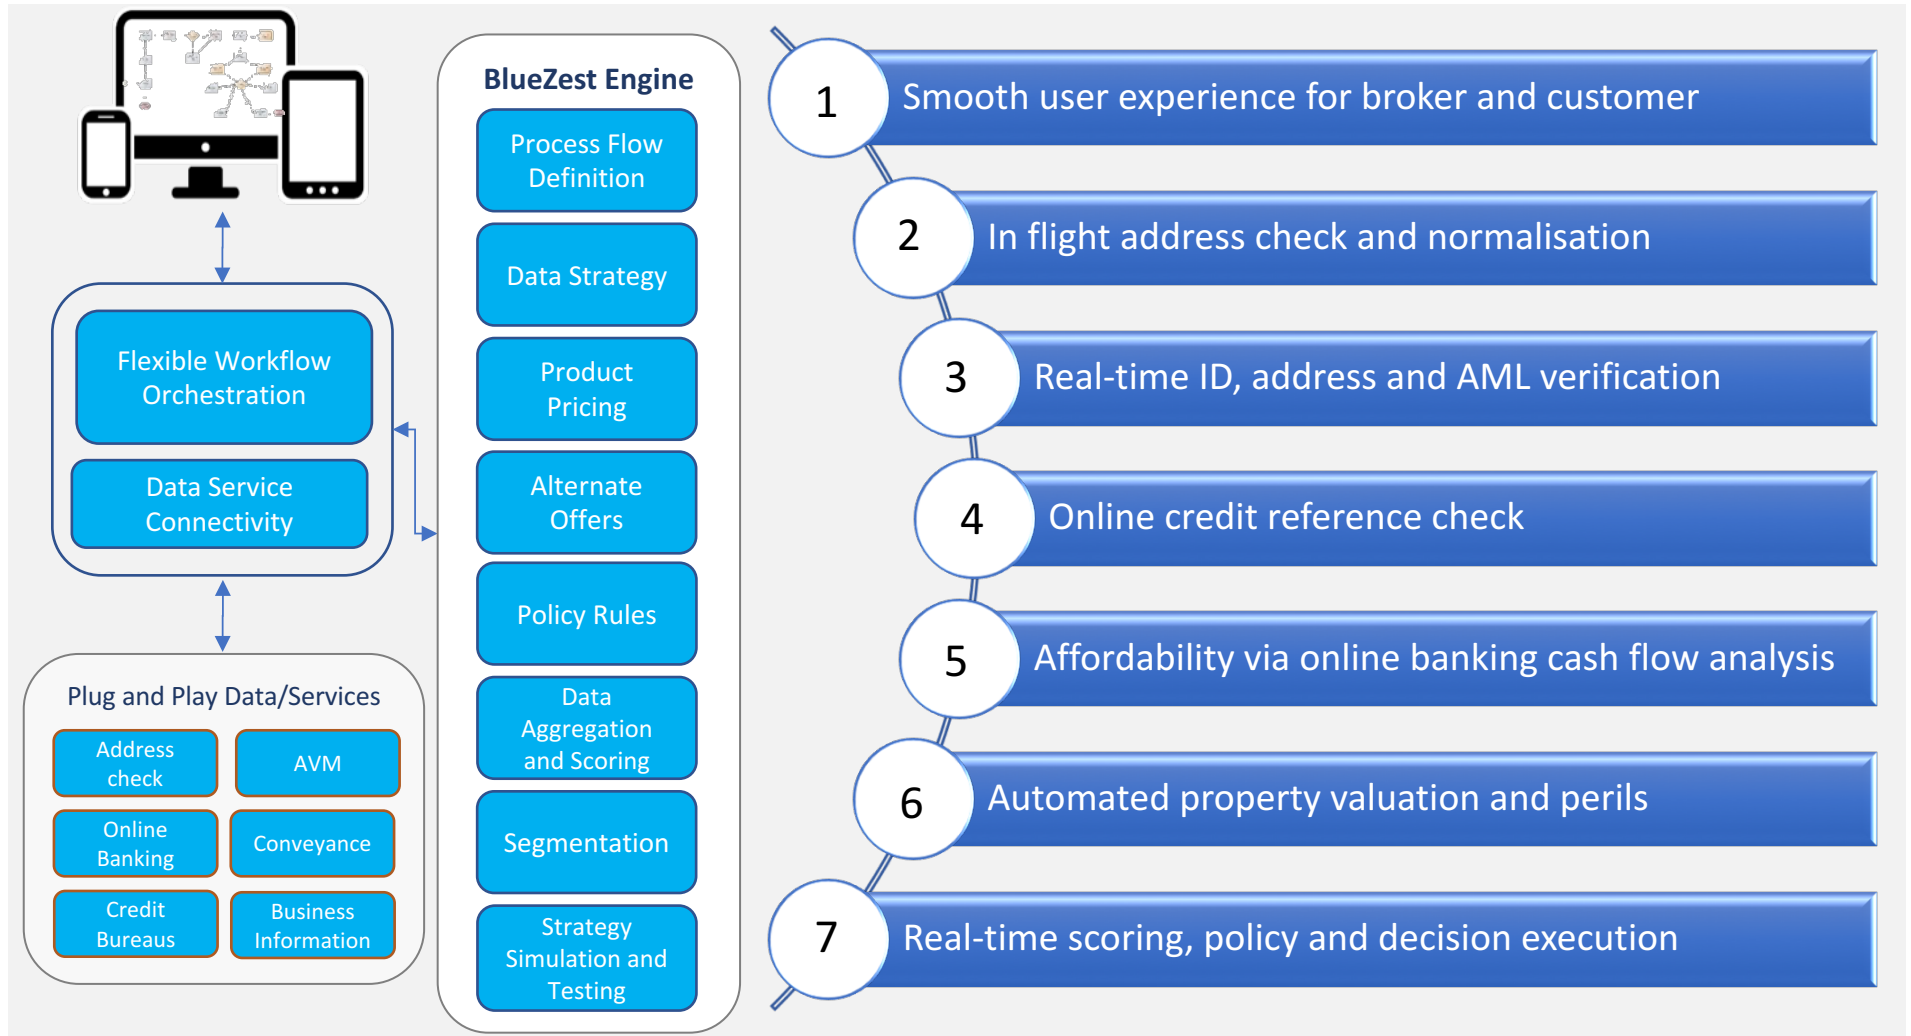 Flexible Workflow
Orchestration
Data Service
Connectivity
Plug and Play Data/Services
Address
check
AVM
Online
Banking
Conveyance
Credit
Bureaus
Business
Information
BlueZest Engine
Process Flow
Definition
Data Strategy
Product
Pricing
Alternate
Offers
Policy Rules
Data
Aggregation
and Scoring
Segmentation
Strategy
Simulation and
Testing
1
Smooth user experience for broker and customer
2
In flight address check and normalisation
3
Real-time ID, address and AML verification
4
Online credit reference check
5
Affordability via online banking cash flow analysis
6
Automated property valuation and perils
7
Real-time scoring, policy and decision execution